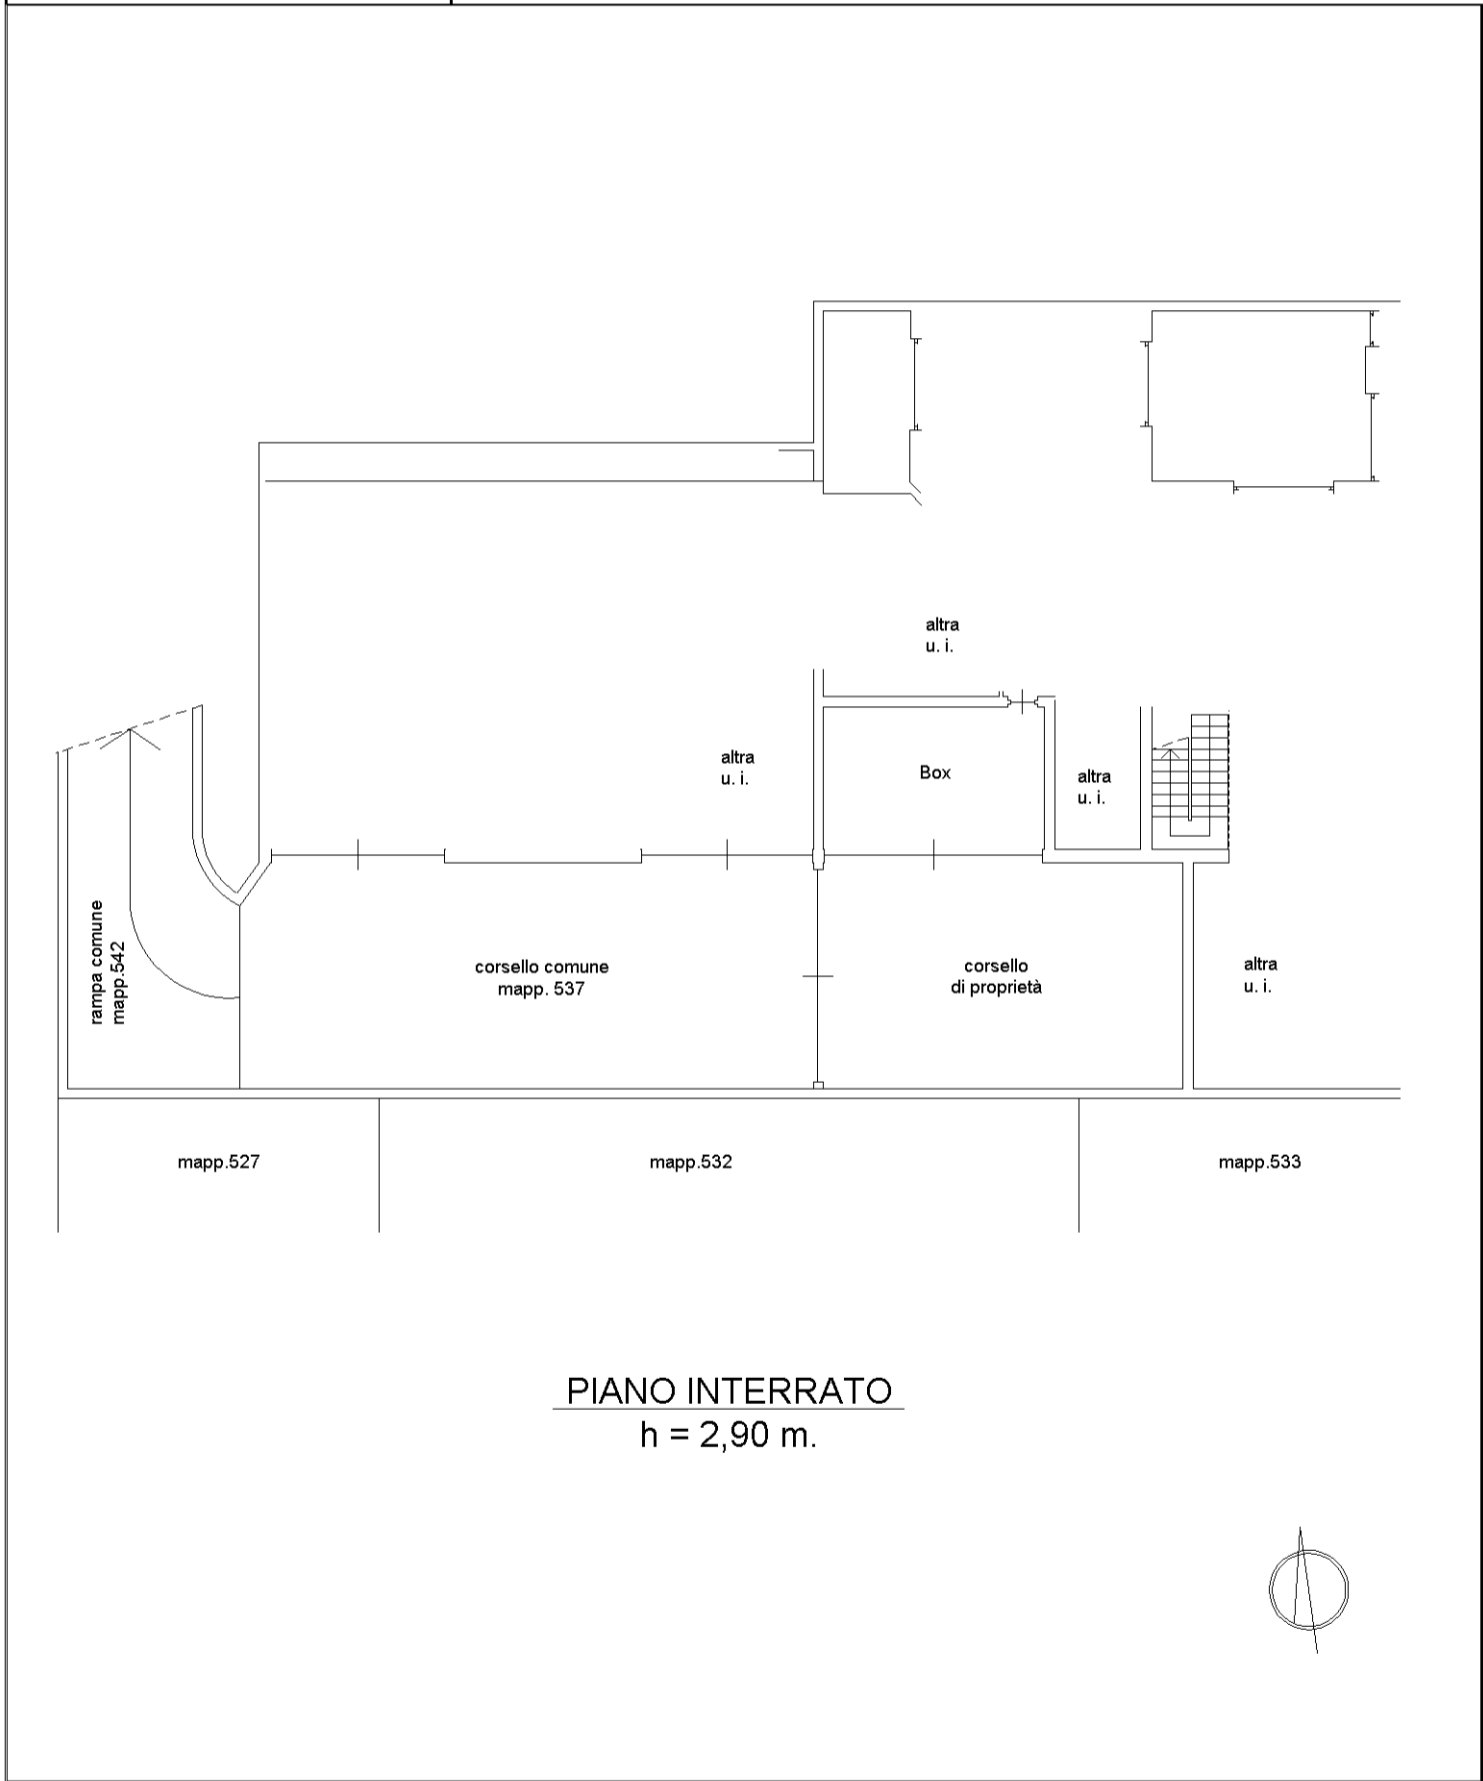 altra
u. i.
altra
u. i.
Box
altra
u. i.
rampa comune
mapp.542
corsello comune
mapp. 537
corsello
di proprietà
altra
u. i.
mapp.527
mapp.532
mapp.533
PIANO INTERRATO
h = 2,90 m.